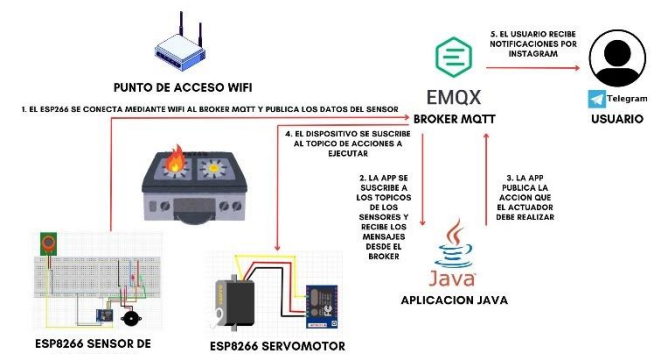 PUNTO DE ACCESO WIFI
1. EL ESP266 SE CONECTA MEDIANTE WIFI AL BROKER MQTT Y PUBLICA LOS DATOS DEL SENSOR
EMQX
BROKER MQTT
5. EL USUARIO RECIBE
NOTIFICACIONES POR
INSTAGRAM
Telegram
USUARIO
4. EL DISPOSITIVO SE SUSCRIBE
AL TOPICO DE ACCIONES A
EJECUTAR
2. LA APP SE
SUSCRIBE A
LOS TOPICOS
DE LOS
SENSORES Y
RECIBE LOS
MENSAJES
DESDE EL
BROKER
3. LA APP
PUBLICA LA
ACCION QUE
EL ACTUADOR
DEBE REALIZAR
Java
APLICACION JAVA
ESP8266 SENSOR DE
ESP8266 SERVOMOTOR